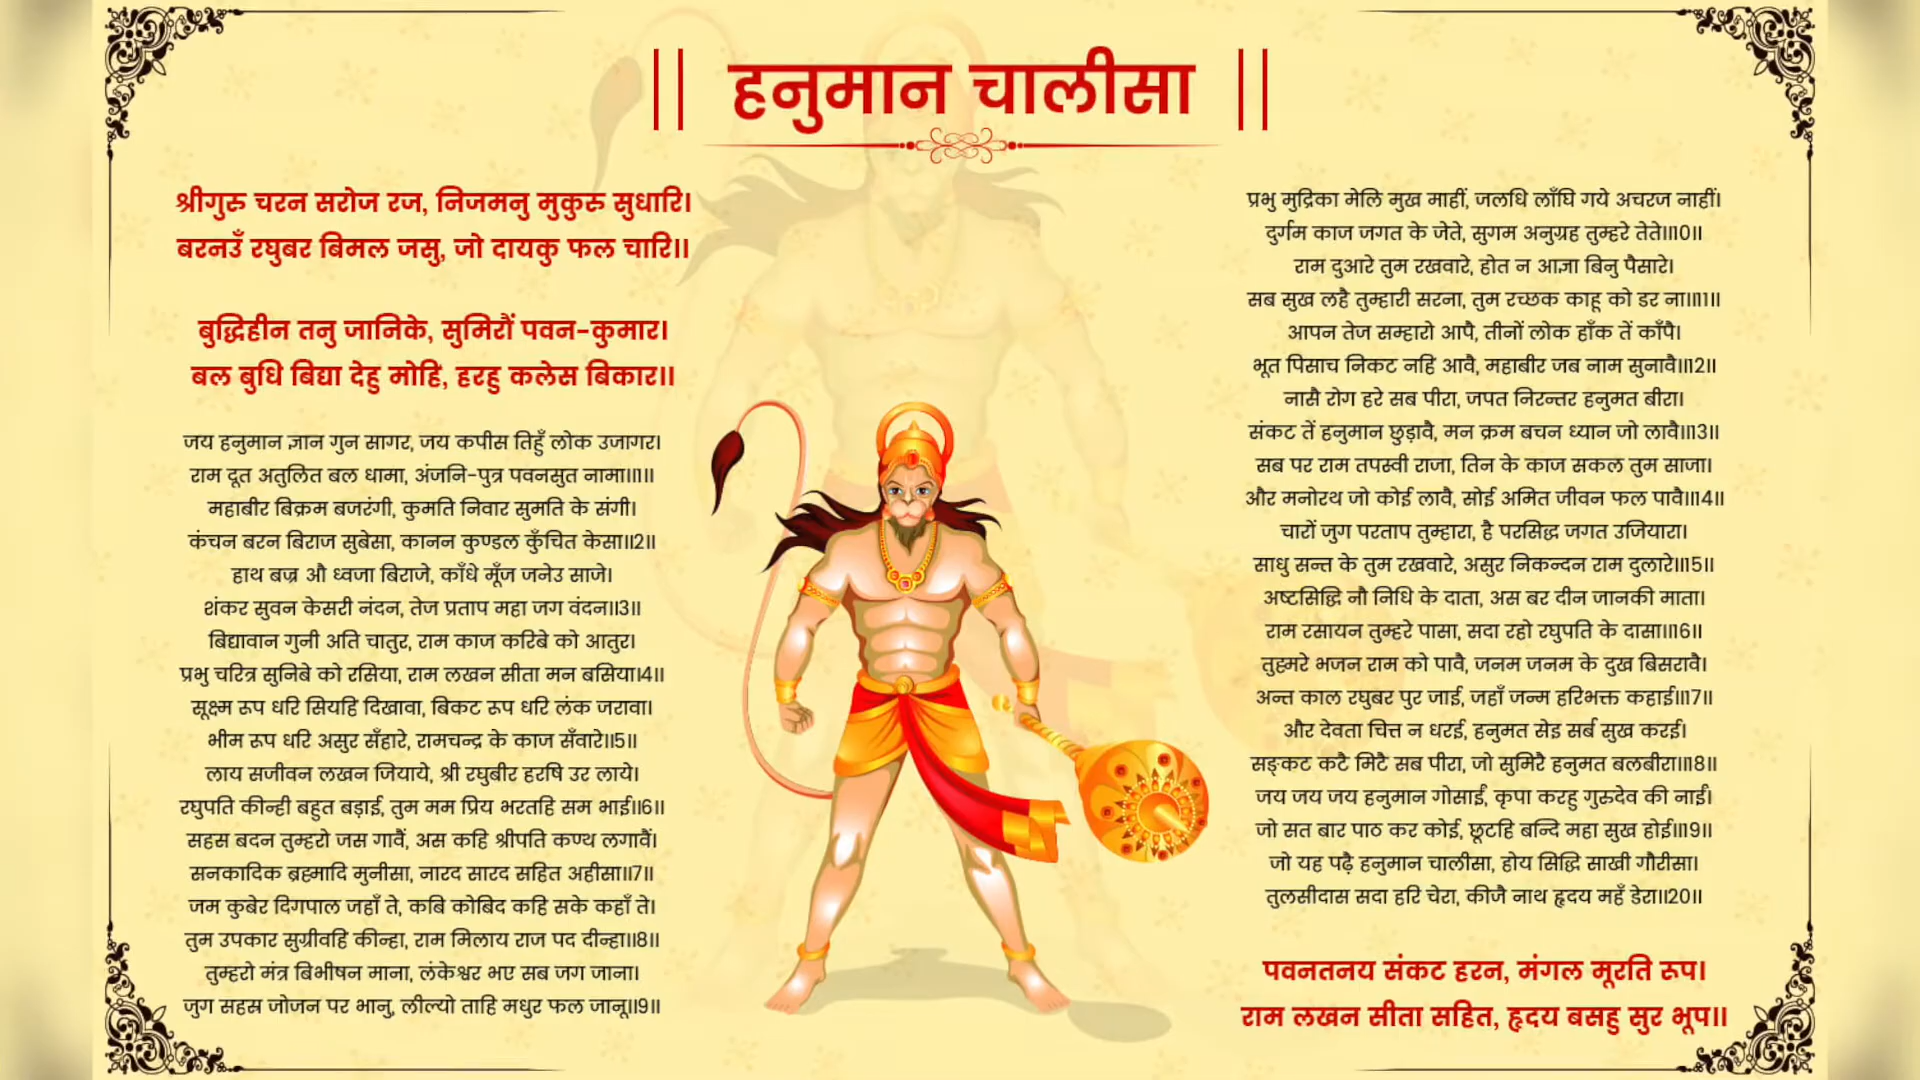 || हनुमान चालीसा ||
श्रीगुरु चरन सरोज रज, निजमनु मुकुरु सुधारि।
बरनउँ रघुबर बिमल जसु, जो दायकु फल चारि।।
बुद्धिहीन तनु जानिके, सुमिरौं पवन-कुमार।
बल बुधि बिद्या देहु मोहि, हरहु कलेस बिकार।।
जय हनुमान ज्ञान गुन सागर, जय कपीस तिहुँ लोक उजागर।
राम दूत अतुलित बल धामा, अंजनि-पुत्र पवनसुत नामा।।1।।
महाबीर बिक्रम बजरंगी, कुमति निवार सुमति के संगी।
कंचन बरन बिराज सुबेसा, कानन कुण्डल कुँचित केसा।।2।।
हाथ बज्र औ ध्वजा बिराजे, काँधे मूँज जनेउ साजे।
शंकर सुवन केसरी नंदन, तेज प्रताप महा जग वंदन।।3।।
बिद्यावान गुनी अति चातुर, राम काज करिबे को आतुर।
प्रभु चरित्र सुनिबे को रसिया, राम लखन सीता मन बसिया।4।।
सूक्ष्म रूप धरि सियहि दिखावा, बिकट रूप धरि लंक जरावा।
भीम रूप धरि असुर सँहारे, रामचन्द्र के काज सँवारे।।5।।
लाय सजीवन लखन जियाये, श्री रघुबीर हरषि उर लाये।
रघुपति कीन्ही बहुत बड़ाई, तुम मम प्रिय भरतहि सम भाई।।6।।
सहस बदन तुम्हरो जस गावैं, अस कहि श्रीपति कण्थ लगावैं।
सनकादिक ब्रह्मादि मुनीसा, नारद सारद सहित अहीसा।।7।।
जम कुबेर दिगपाल जहाँ ते, कबि कोबिद कहि सके कहाँ ते।
तुम उपकार सुग्रीवहि कीन्हा, राम मिलाय राज पद दीन्हा।।8।।
तुम्हरो मंत्र बिभीषन माना, लंकेश्वर भए सब जग जाना।
जुग सहस्र जोजन पर भानु, लील्यो ताहि मधुर फल जानू।।9।।
प्रभु मुद्रिका मेलि मुख माहीं, जलधि लाँघि गये अचरज नाहीं।
दुर्गम काज जगत के जेते, सुगम अनुग्रह तुम्हरे तेते।।10।।
राम दुआरे तुम रखवारे, होत न आज्ञा बिनु पैसारे।
सब सुख लहै तुम्हारी सरना, तुम रच्छक काहू को डर ना।।11।।
आपन तेज सम्हारो आपै, तीनों लोक हाँक तें काँपै।
भूत पिसाच निकट नहि आवै, महाबीर जब नाम सुनावै।।12।।
नासै रोग हरे सब पीरा, जपत निरन्तर हनुमत बीरा।
संकट तें हनुमान छुड़ावै, मन क्रम बचन ध्यान जो लावै।।13।।
सब पर राम तपस्वी राजा, तिन के काज सकल तुम साजा।
और मनोरथ जो कोई लावै, सोई अमित जीवन फल पावै।।14।।
चारों जुग परताप तुम्हारा, है परसिद्ध जगत उजियारा।
साधु सन्त के तुम रखवारे, असुर निकन्दन राम दुलारे।।15।।
अष्टसिद्धि नौ निधि के दाता, अस बर दीन जानकी माता।
राम रसायन तुम्हरे पासा, सदा रहो रघुपति के दासा।।16।।
तुह्मरे भजन राम को पावै, जनम जनम के दुख बिसरावै।
अन्त काल रघुबर पुर जाई, जहाँ जन्म हरिभक्त कहाई।।17।।
और देवता चित्त न धरई, हनुमत सेइ सर्ब सुख करई।
सङ्कट कटै मिटै सब पीरा, जो सुमिरै हनुमत बलबीरा।।18।।
जय जय जय हनुमान गोसाईं, कृपा करहु गुरुदेव की नाईं।
जो सत बार पाठ कर कोई, छूटहि बन्दि महा सुख होई।।19।।
जो यह पढ़ै हनुमान चालीसा, होय सिद्धि साखी गौरीसा।
तुलसीदास सदा हरि चेरा, कीजै नाथ हृदय महँ डेरा।।20।।
पवनतनय संकट हरन, मंगल मूरति रूप।
राम लखन सीता सहित, हृदय बसहु सुर भूप।।